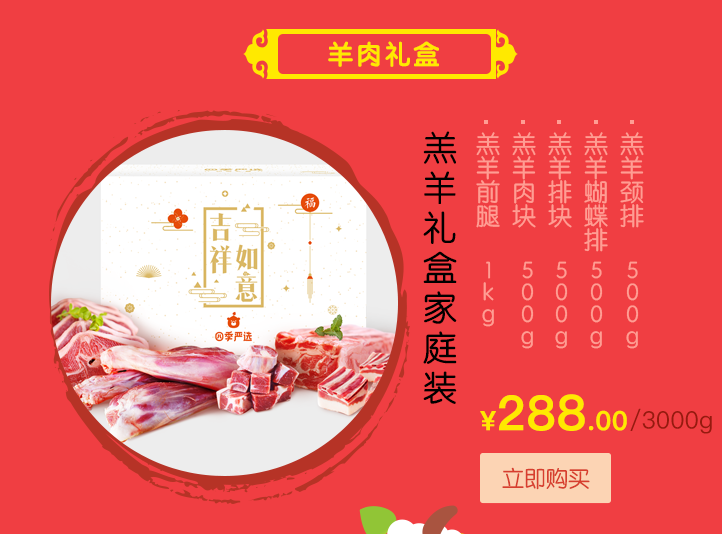 羊肉礼盒
羔羊礼盒家庭装
羔羊前腿 1kg
羔羊肉块 500g
羔羊排块 500g
羔羊蝴蝶排 500g
羔羊颈排 500g
吉祥
如意
福
四季严选
¥288.00/3000g
立即购买